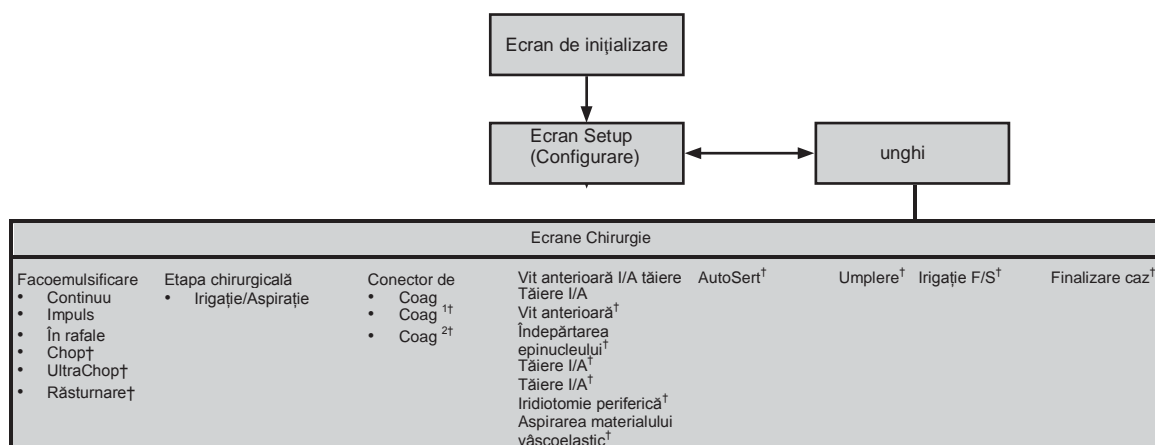 Ecran de inițializare
Ecran Setup
(Configurare)
unghi
Ecrane Chirurgie
Facoemulsificare
• Continuu
• Impuls
• În rafale
• Chop†
• UltraChop†
• Răsturnare†
Etapa chirurgicală
• Irigație/Aspirație
Conector de
• Coag
• Coag 1†
• Coag 2†
Vit anterioară I/A tăiere
Tăiere I/A
Vit anterioară†
Îndepărtarea
epinucleului†
Tăiere I/A†
Tăiere I/A†
Iridiotomie periferică†
Aspirarea materialului
vâscoelastic†
AutoSert†
Umplere†
Irigație F/S†
Finalizare caz†